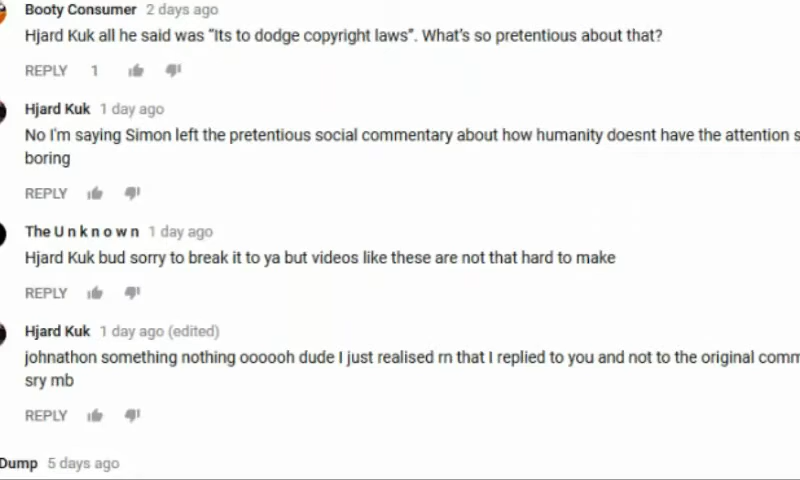 Booty Consumer 2 days ago
Hjard Kuk all he said was “Its to dodge copyright laws”. What's so pretentious about that?
REPLY 1
Hjard Kuk 1 day ago
No I'm saying Simon left the pretentious social commentary about how humanity doesnt have the attention s
boring
REPLY
The U n k n o w n 1 day ago
Hjard Kuk bud sorry to break it to ya but videos like these are not that hard to make
REPLY
Hjard Kuk 1 day ago (edited)
johnathon something nothing oooooh dude I just realised rn that I replied to you and not to the original comm
sry mb
REPLY
Dump 5 days ago